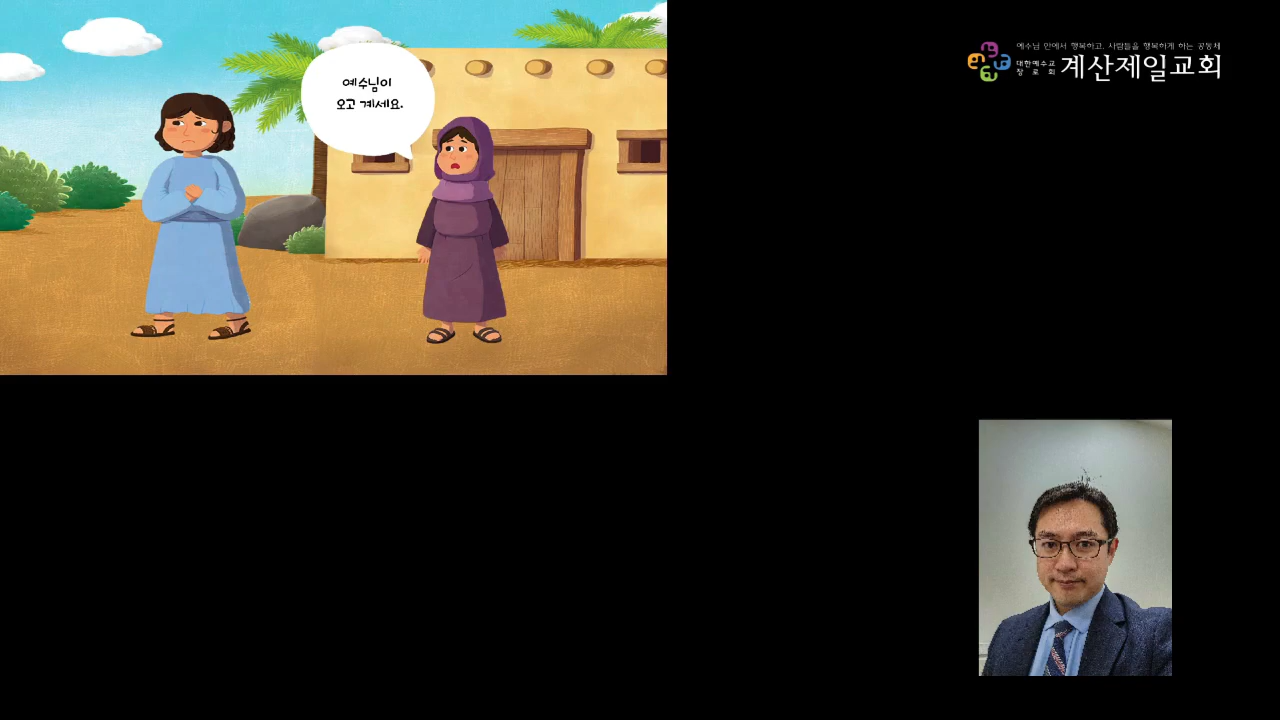 예수님이
오고 계세요.
예수님 안에서 행복하고, 사람들을 행복하게 하는 공동체
대한예수교
장로회
계산제일교회